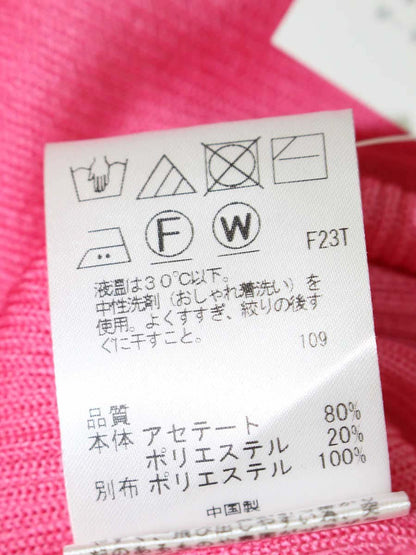 F W F23T
液温は30℃以下。
中性洗剤（おしゃれ着洗い）を
使用。よくすすぎ、絞りの後す
ぐに干すこと。 109
品質
本体 アセテート 80%
ポリエステル 20%
別布 ポリエステル 100%
中国製